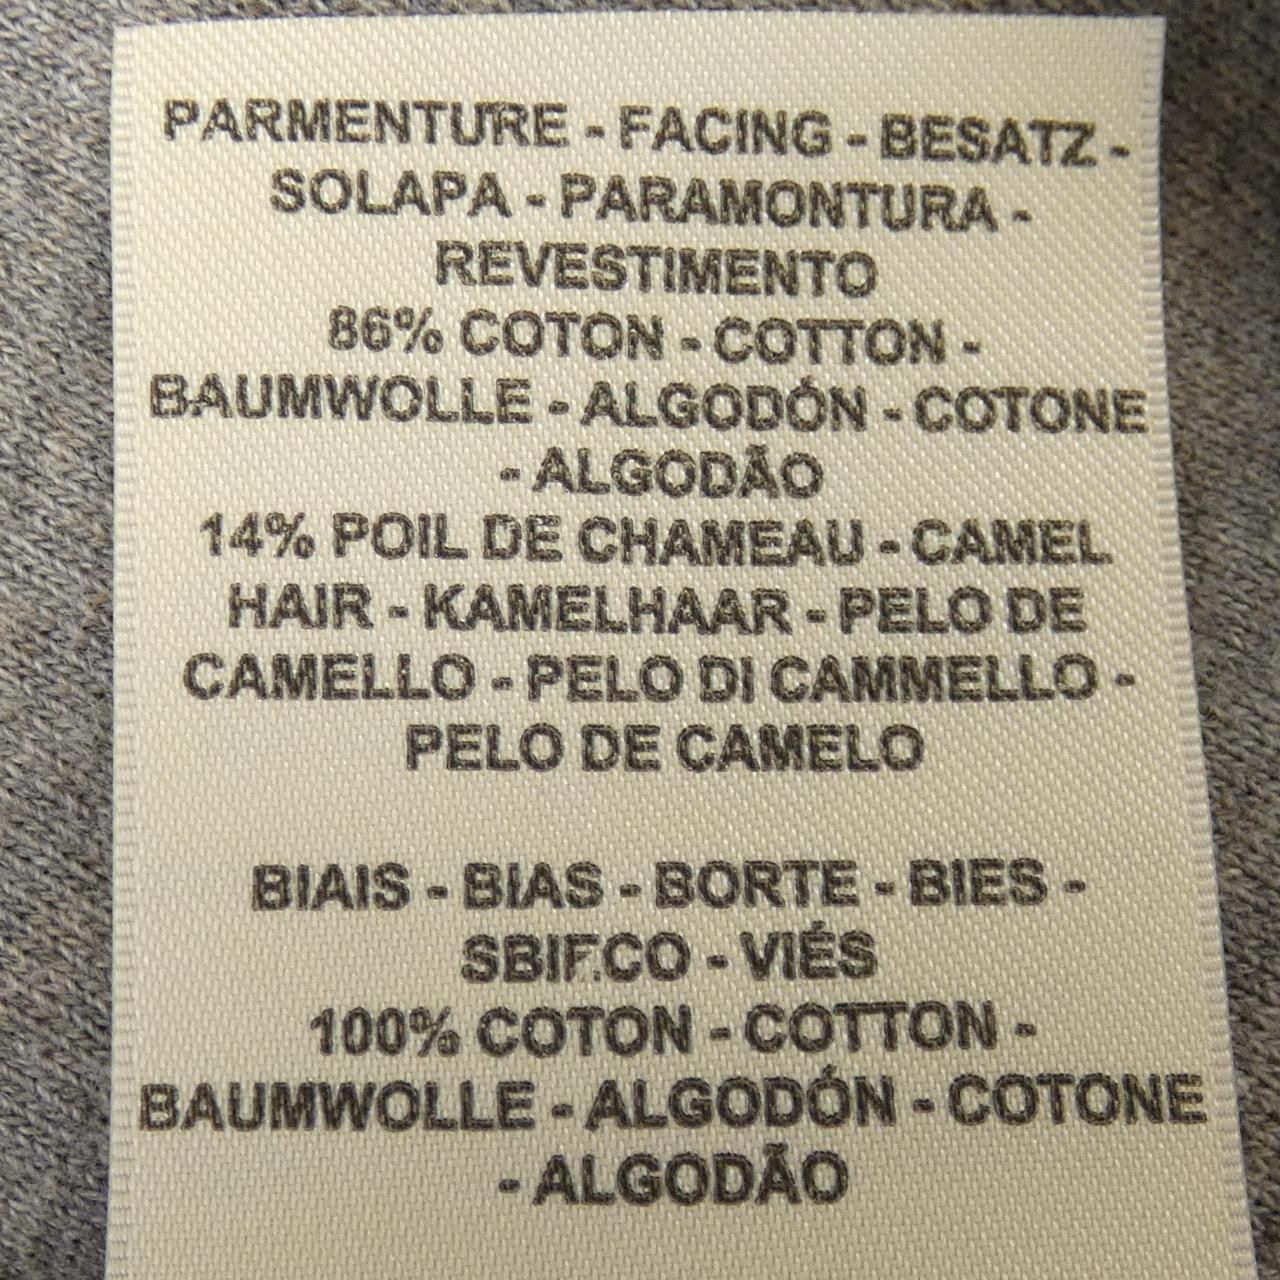 PARMENTURE - FACING - BESATZ -
SOLAPA - PARAMONTURA -
REVESTIMENTO
86% COTON - COTTON -
BAUMWOLLE - ALGODÓN - COTONE
- ALGODÃO
14% POIL DE CHAMEAU - CAMEL
HAIR - KAMELHAAR - PELO DE
CAMELLO - PELO DI CAMMELLO -
PELO DE CAMELO
BIAIS - BIAS - BORTE - BIES -
SBIECO - VIÉS
100% COTON - COTTON -
BAUMWOLLE - ALGODÓN - COTONE
- ALGODÃO